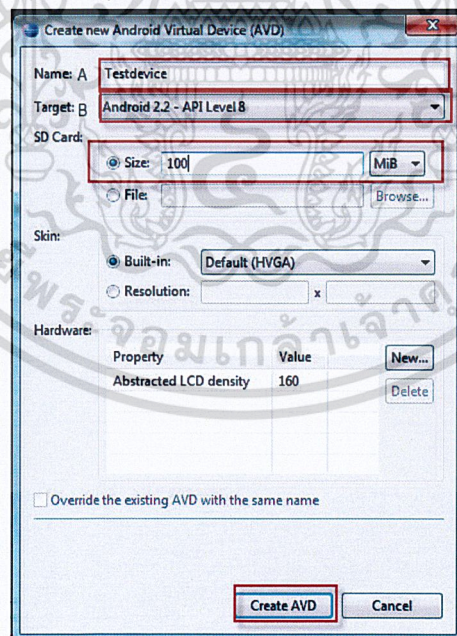 Create new Android Virtual Device (AVD)
Name: A Testdevice
Target: B Android 2.2 - API Level 8
SD Card:
Size: 100 MiB
File: Browse...
Skin:
Built-in: Default (HVGA)
Resolution: x
Hardware:
Property Value New...
Abstracted LCD density 160 Delete
Override the existing AVD with the same name
Create AVD Cancel